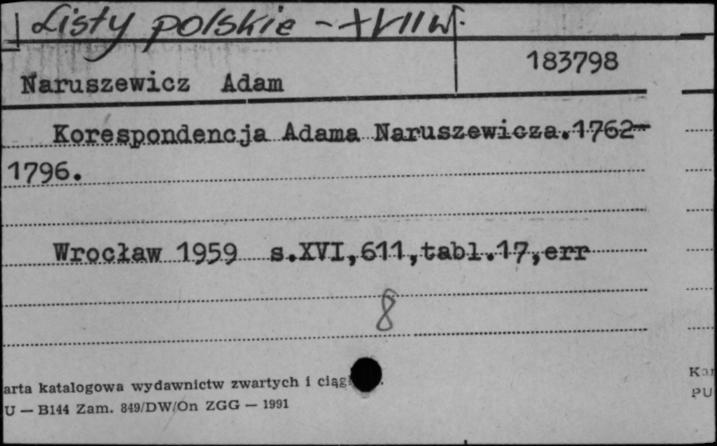 Listy polskie - XVIII w.
183798
Naruszewicz Adam
Korespondencja Adama Naruszewicza.1762-
1796.
Wrocław 1959 s.XVI,611,tabl.17,err
8
arta katalogowa wydawnictw zwartych i ciąg
U — B144 Zam. 849/DW/On ZGG — 1991
PU